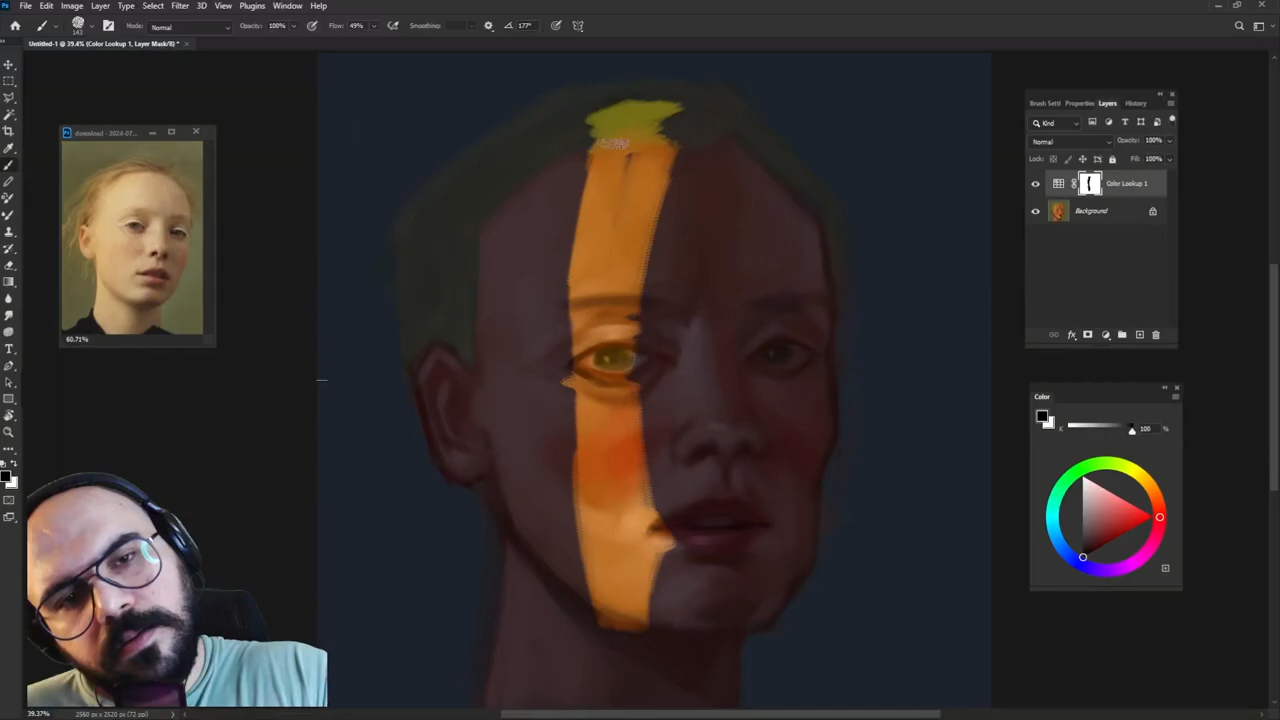 File Edit Image Layer Type Select Filter 3D View Plugins Window Help
143 Mode: Normal Opacity: 100% Flow: 49% Smoothing: 177°
Untitled-1 @ 39.4% (Color Lookup 1, Layer Mask/8) *
download - 2024-07...
60.71%
Brush Setti Properties Layers History
Kind
Normal Opacity: 100%
Lock: Fill: 100%
Color Lookup 1
Background
Color
K 100 %
39.37% 2560 px x 2520 px (72 ppi)